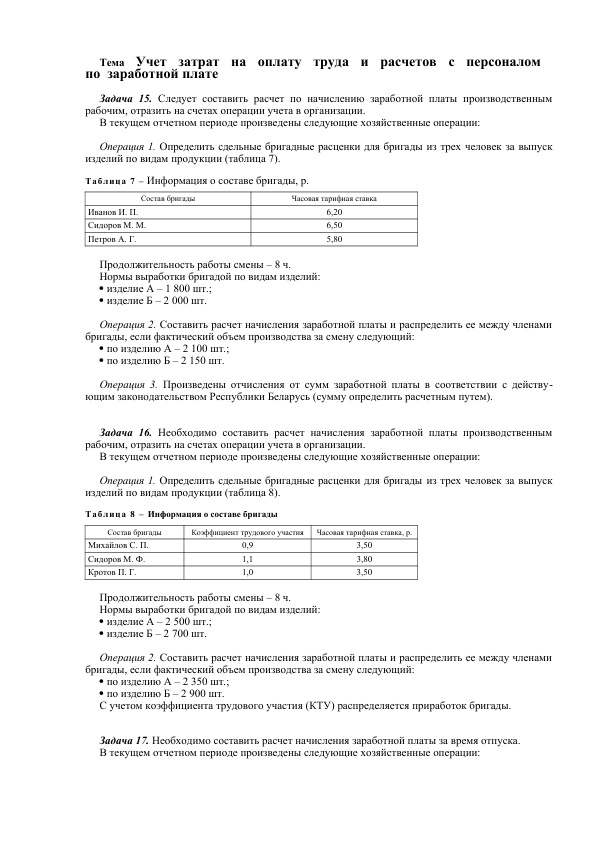 Тема Учет затрат на оплату труда и расчетов с персоналом
по заработной плате
Задача 15. Следует составить расчет по начислению заработной платы производственным
рабочим, отразить на счетах операции учета в организации.
В текущем отчетном периоде произведены следующие хозяйственные операции:
Операция 1. Определить сдельные бригадные расценки для бригады из трех человек за выпуск
изделий по видам продукции (таблица 7).
Таблица 7 – Информация о составе бригады, р.
Состав бригады Часовая тарифная ставка
Иванов И. П. 6,20
Сидоров М. М. 6,50
Петров А. Г. 5,80
Продолжительность работы смены – 8 ч.
Нормы выработки бригадой по видам изделий:
• изделие А – 1 800 шт.;
• изделие Б – 2 000 шт.
Операция 2. Составить расчет начисления заработной платы и распределить ее между членами
бригады, если фактический объем производства за смену следующий:
• по изделию А – 2 100 шт.;
• по изделию Б – 2 150 шт.
Операция 3. Произведены отчисления от сумм заработной платы в соответствии с действу-
ющим законодательством Республики Беларусь (сумму определить расчетным путем).
Задача 16. Необходимо составить расчет начисления заработной платы производственным
рабочим, отразить на счетах операции учета в организации.
В текущем отчетном периоде произведены следующие хозяйственные операции:
Операция 1. Определить сдельные бригадные расценки для бригады из трех человек за выпуск
изделий по видам продукции (таблица 8).
Таблица 8 – Информация о составе бригады
Состав бригады Коэффициент трудового участия Часовая тарифная ставка, р.
Михайлов С. П. 0,9 3,50
Сидоров М. Ф. 1,1 3,80
Кротов П. Г. 1,0 3,50
Продолжительность работы смены – 8 ч.
Нормы выработки бригадой по видам изделий:
• изделие А – 2 500 шт.;
• изделие Б – 2 700 шт.
Операция 2. Составить расчет начисления заработной платы и распределить ее между членами
бригады, если фактический объем производства за смену следующий:
• по изделию А – 2 350 шт.;
• по изделию Б – 2 900 шт.
С учетом коэффициента трудового участия (КТУ) распределяется приработок бригады.
Задача 17. Необходимо составить расчет начисления заработной платы за время отпуска.
В текущем отчетном периоде произведены следующие хозяйственные операции: